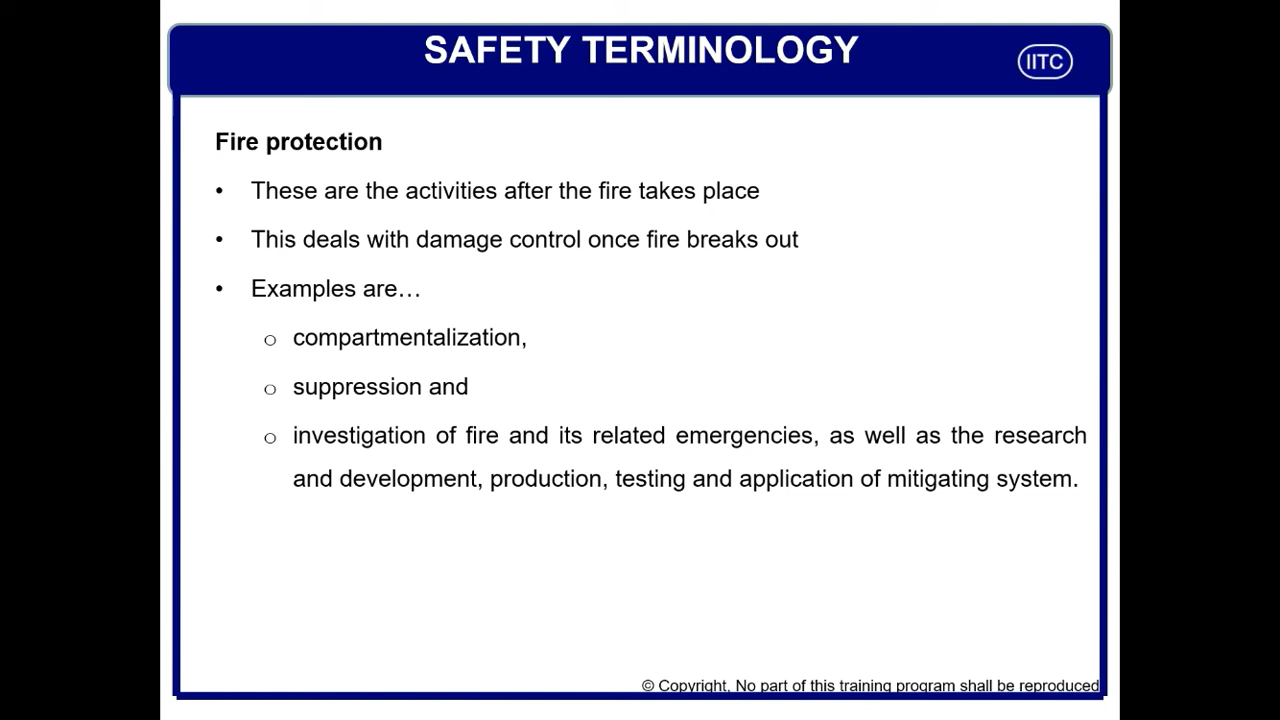 SAFETY TERMINOLOGY
IITC
Fire protection
• These are the activities after the fire takes place
• This deals with damage control once fire breaks out
• Examples are…
o compartmentalization,
o suppression and
o investigation of fire and its related emergencies, as well as the research
and development, production, testing and application of mitigating system.
© Copyright, No part of this training program shall be reproduced